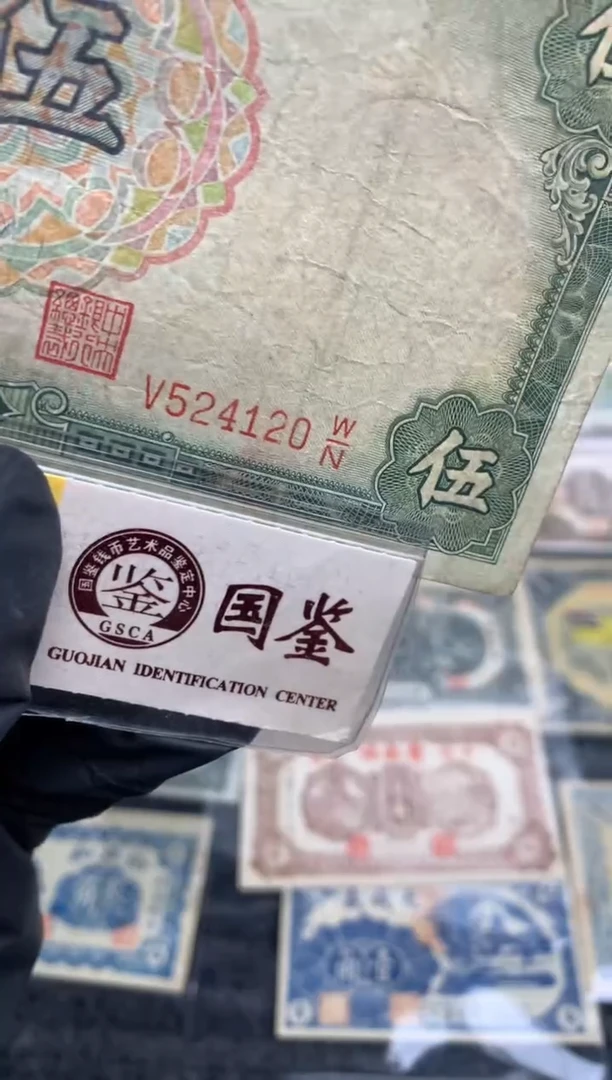 伍
V524120 W/N
伍
国鉴钱币艺术品鉴定中心
鉴
GSCA
国鉴
GUOJIAN IDENTIFICATION CENTER